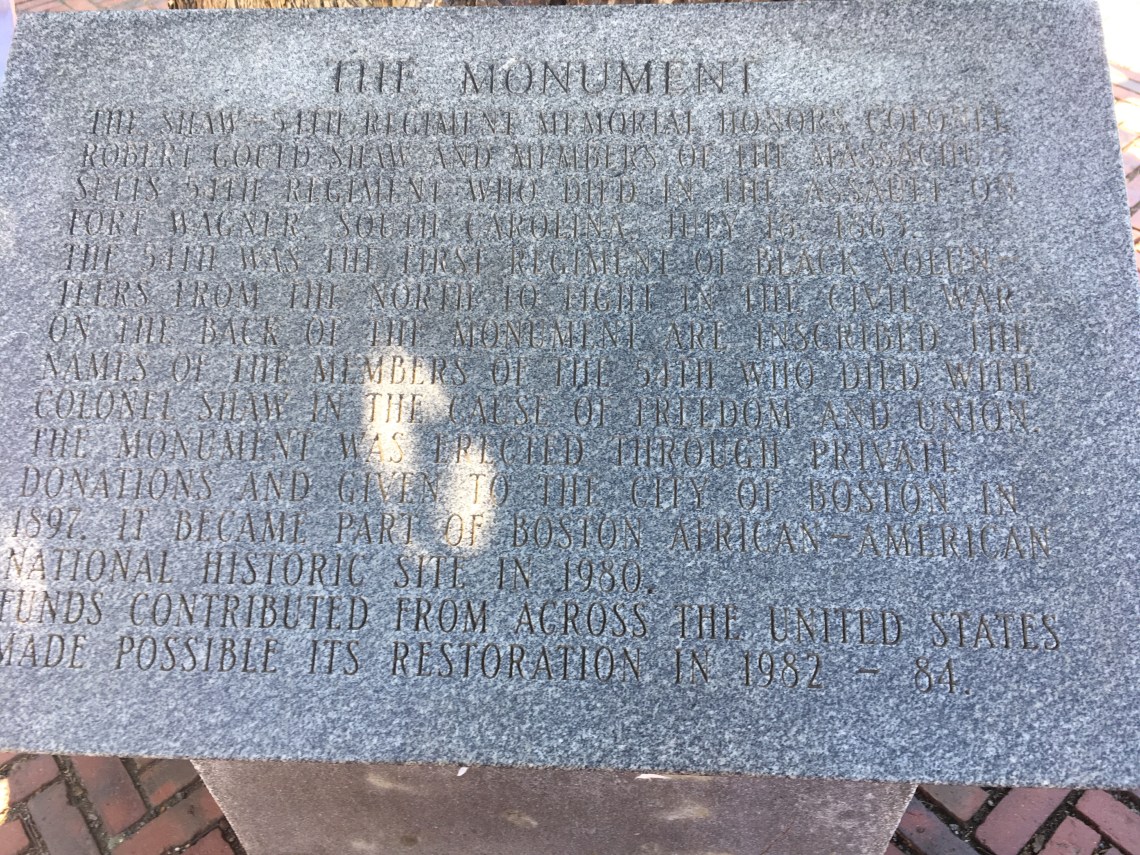 THE MONUMENT
THE SHAW-54TH REGIMENT MEMORIAL HONORS COLONEL
ROBERT GOULD SHAW AND MEMBERS OF THE MASSACHU-
SETTS 54TH REGIMENT WHO DIED IN THE ASSAULT ON
FORT WAGNER, SOUTH CAROLINA, JULY 18, 1863.
THE 54TH WAS THE FIRST REGIMENT OF BLACK VOLUN-
TEERS FROM THE NORTH TO FIGHT IN THE CIVIL WAR.
ON THE BACK OF THE MONUMENT ARE INSCRIBED THE
NAMES OF THE MEMBERS OF THE 54TH WHO DIED WITH
COLONEL SHAW IN THE CAUSE OF FREEDOM AND UNION.
THE MONUMENT WAS ERECTED THROUGH PRIVATE
DONATIONS AND GIVEN TO THE CITY OF BOSTON IN
1897. IT BECAME PART OF BOSTON AFRICAN-AMERICAN
NATIONAL HISTORIC SITE IN 1980.
FUNDS CONTRIBUTED FROM ACROSS THE UNITED STATES
MADE POSSIBLE ITS RESTORATION IN 1982 - 84.